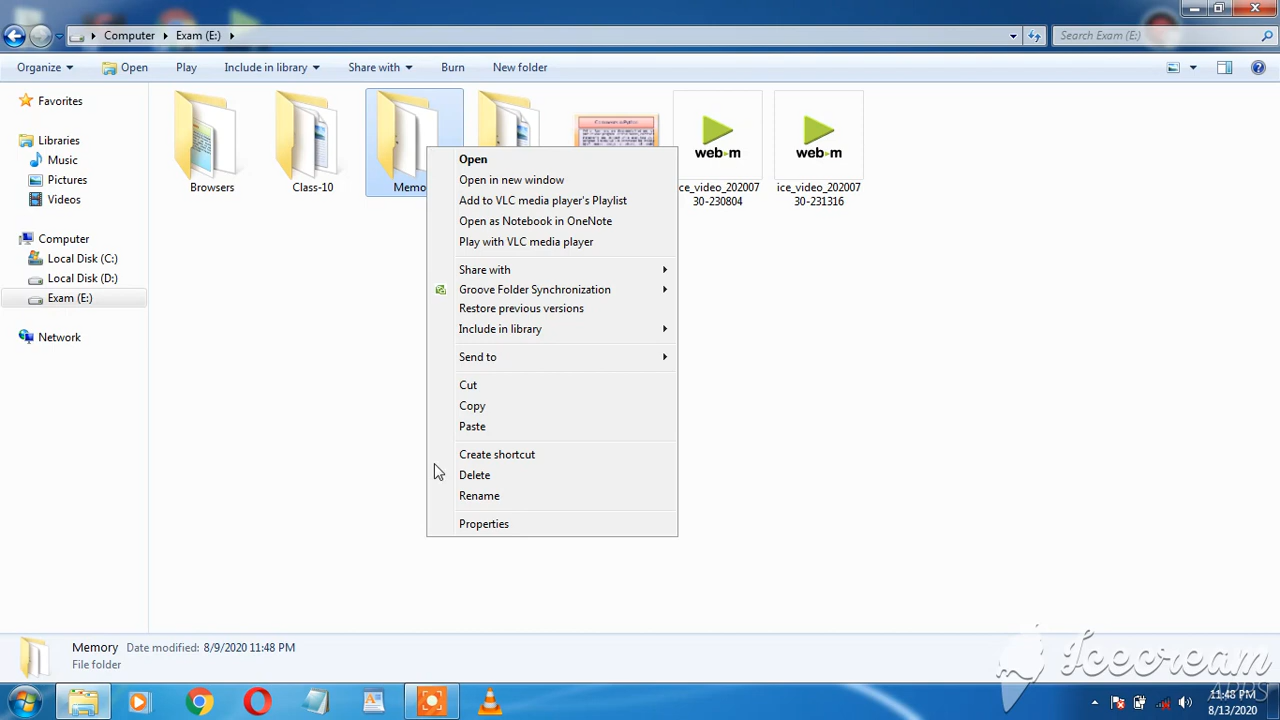 Computer Exam (E:)
Search Exam (E:)
Organize Open Play Include in library Share with Burn New folder
Favorites
Libraries
Music
Pictures
Videos
Computer
Local Disk (C:)
Local Disk (D:)
Exam (E:)
Network
web-m
web-m
Browsers
Class-10
Memo
ice_video_202007
30-230804
ice_video_202007
30-231316
Open
Open in new window
Add to VLC media player's Playlist
Open as Notebook in OneNote
Play with VLC media player
Share with
Groove Folder Synchronization
Restore previous versions
Include in library
Send to
Cut
Copy
Paste
Create shortcut
Delete
Rename
Properties
Memory Date modified: 8/9/2020 11:48 PM
File folder
Icecream
APPS
11:48 PM
8/13/2020